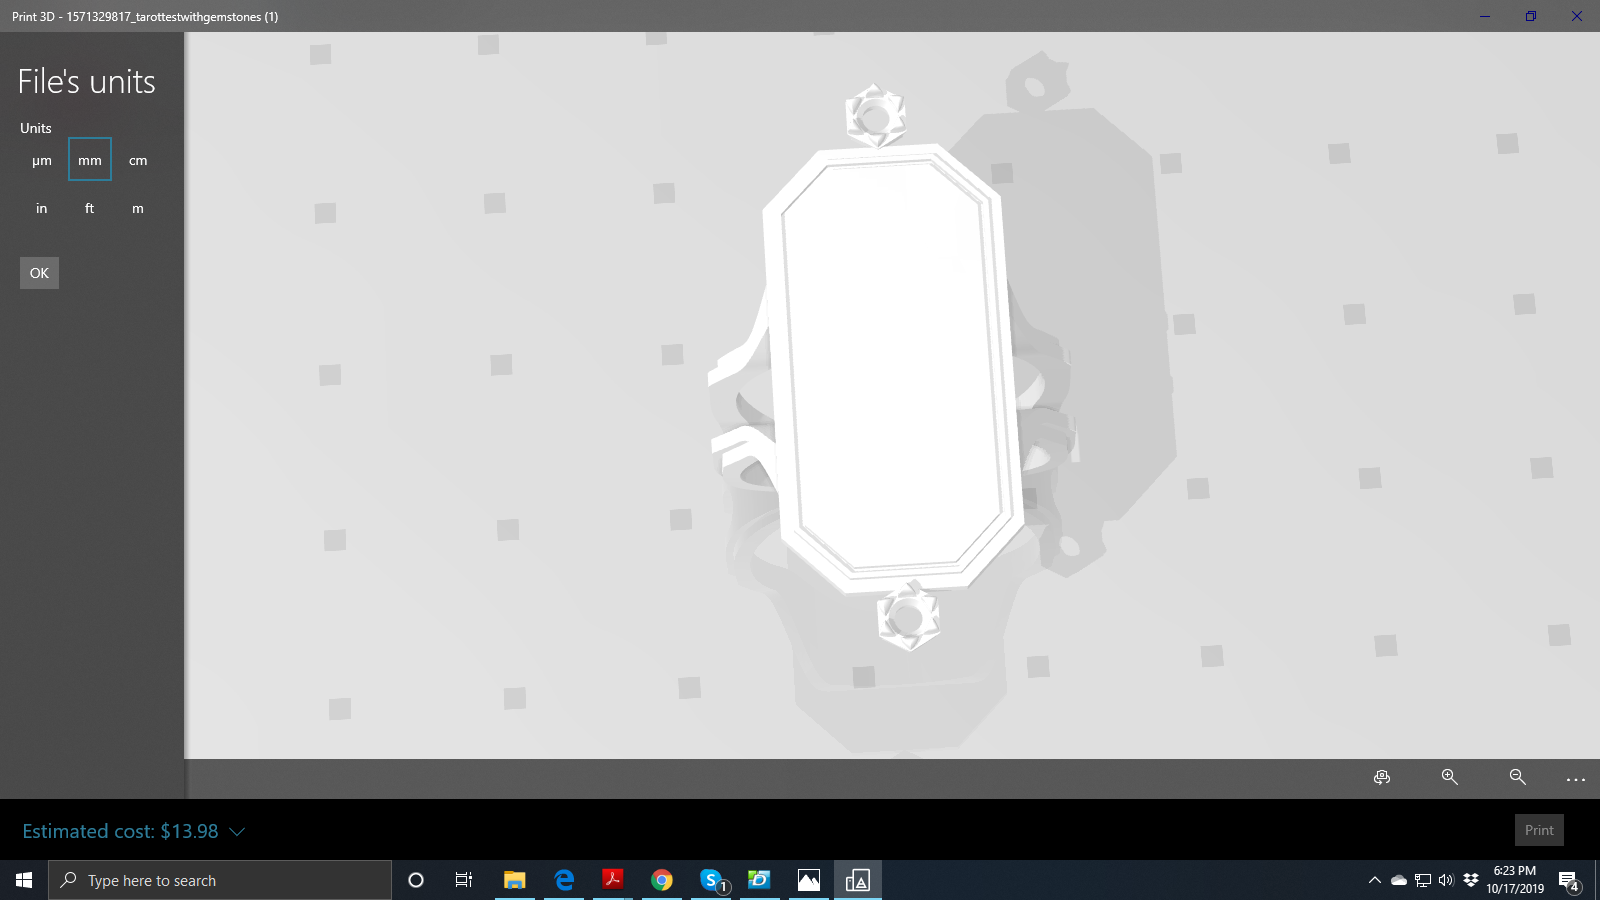 Print 3D - 1571329817_tarottestwithgemstones (1)
File's units
Units
µm mm cm
in ft m
OK
Estimated cost: $13.98
Print
Type here to search
S 1
D
6:23 PM
10/17/2019
4